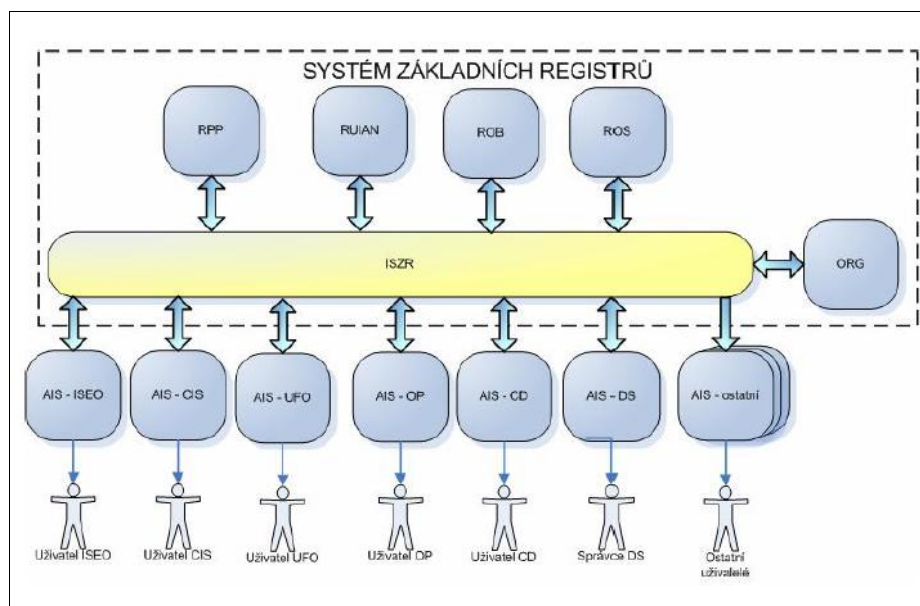 SYSTÉM ZÁKLADNÍCH REGISTRŮ
RPP
RUIAN
ROB
ROS
ISZR
ORG
AIS - ISEO
AIS - CIS
AIS - UFO
AIS - OP
AIS - CD
AIS - DS
AIS - ostatní
Uživatel ISEO
Uživatel CIS
Uživatel UFO
Uživatel OP
Uživatel CD
Správce DS
Ostatní
uživatelé